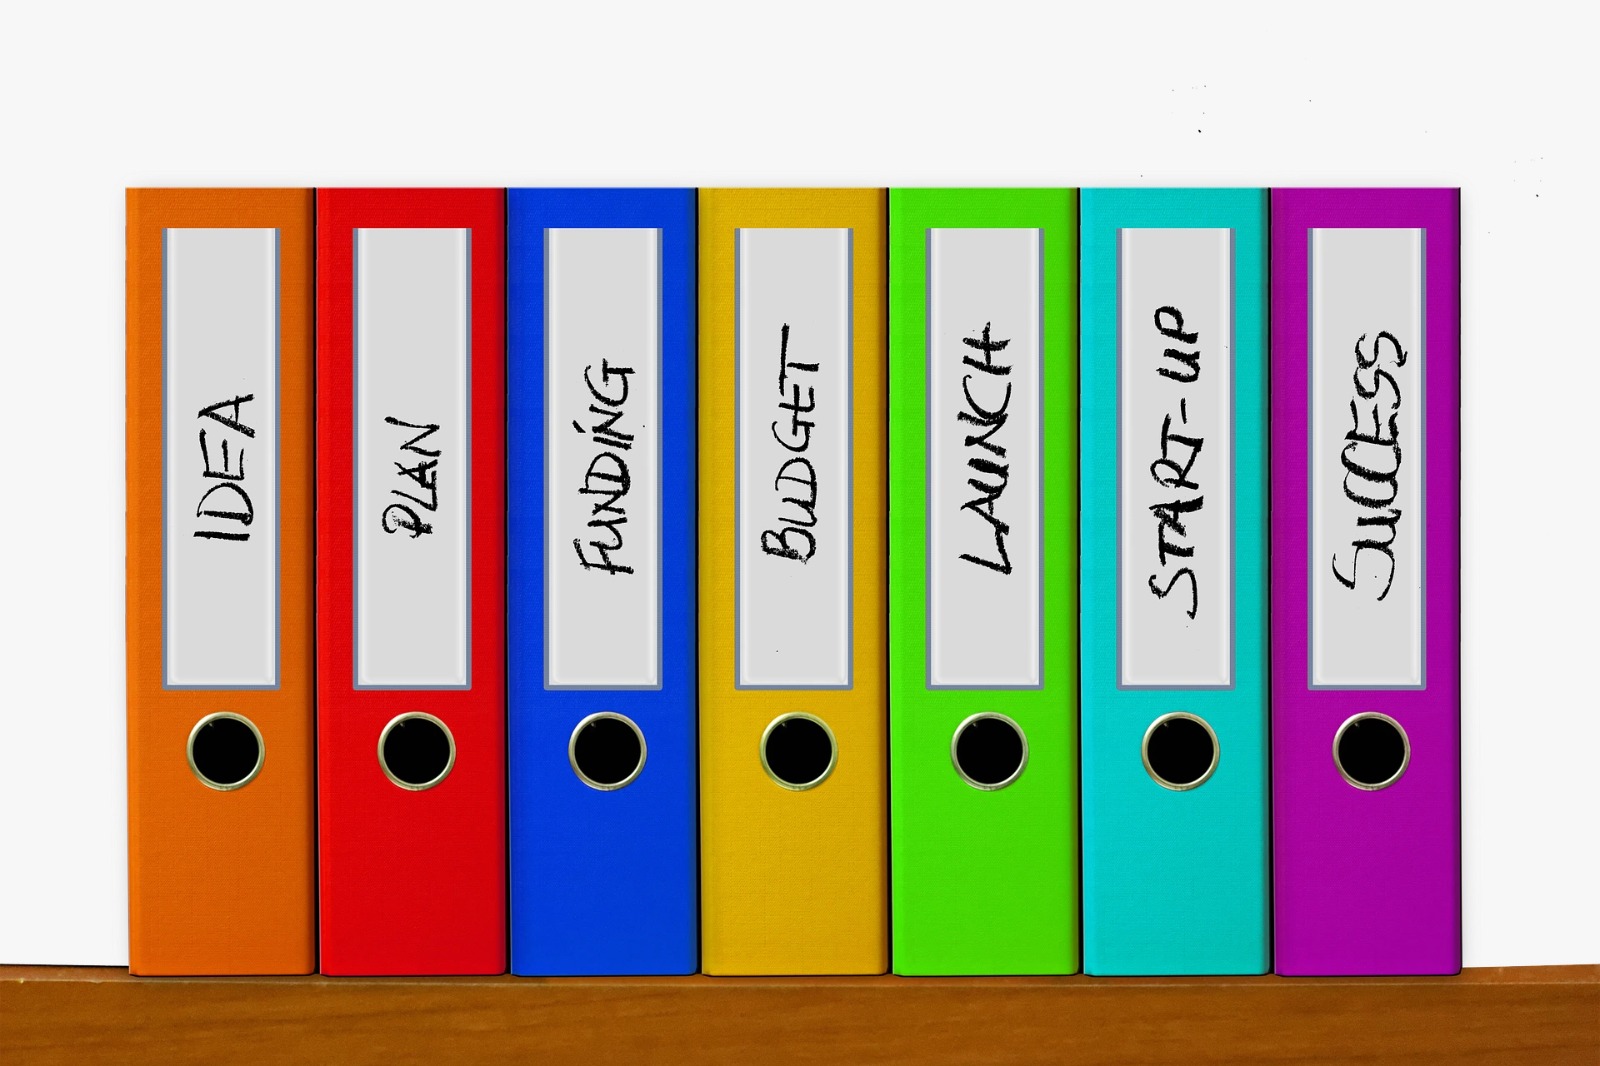 IDEA
PLAN
FUNDING
BUDGET
LAUNCH
START-UP
SUCCESS